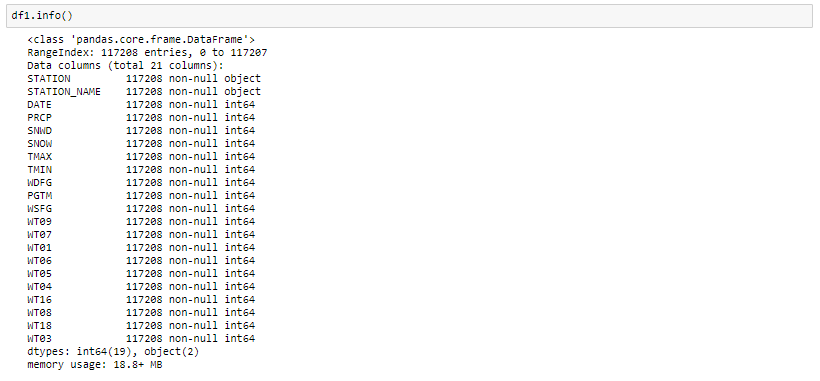 df1.info()
<class 'pandas.core.frame.DataFrame'>
RangeIndex: 117208 entries, 0 to 117207
Data columns (total 21 columns):
STATION         117208 non-null object
STATION_NAME    117208 non-null object
DATE            117208 non-null int64
PRCP            117208 non-null int64
SNWD            117208 non-null int64
SNOW            117208 non-null int64
TMAX            117208 non-null int64
TMIN            117208 non-null int64
WDFG            117208 non-null int64
PGTM            117208 non-null int64
WSFG            117208 non-null int64
WT09            117208 non-null int64
WT07            117208 non-null int64
WT01            117208 non-null int64
WT06            117208 non-null int64
WT05            117208 non-null int64
WT04            117208 non-null int64
WT16            117208 non-null int64
WT08            117208 non-null int64
WT18            117208 non-null int64
WT03            117208 non-null int64
dtypes: int64(19), object(2)
memory usage: 18.8+ MB